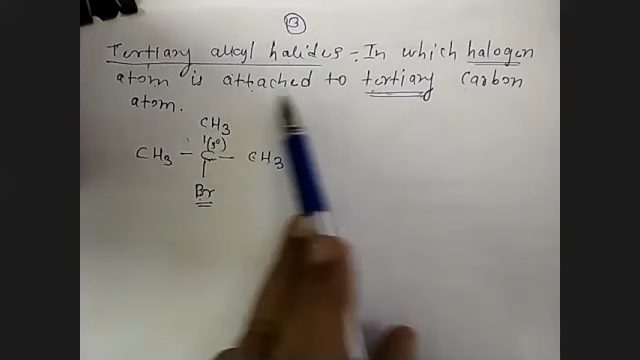 13
Tertiary alkyl halides - In which halogen
atom is attached to tertiary carbon
atom.
CH3
CH3 - C(3°) - CH3
Br